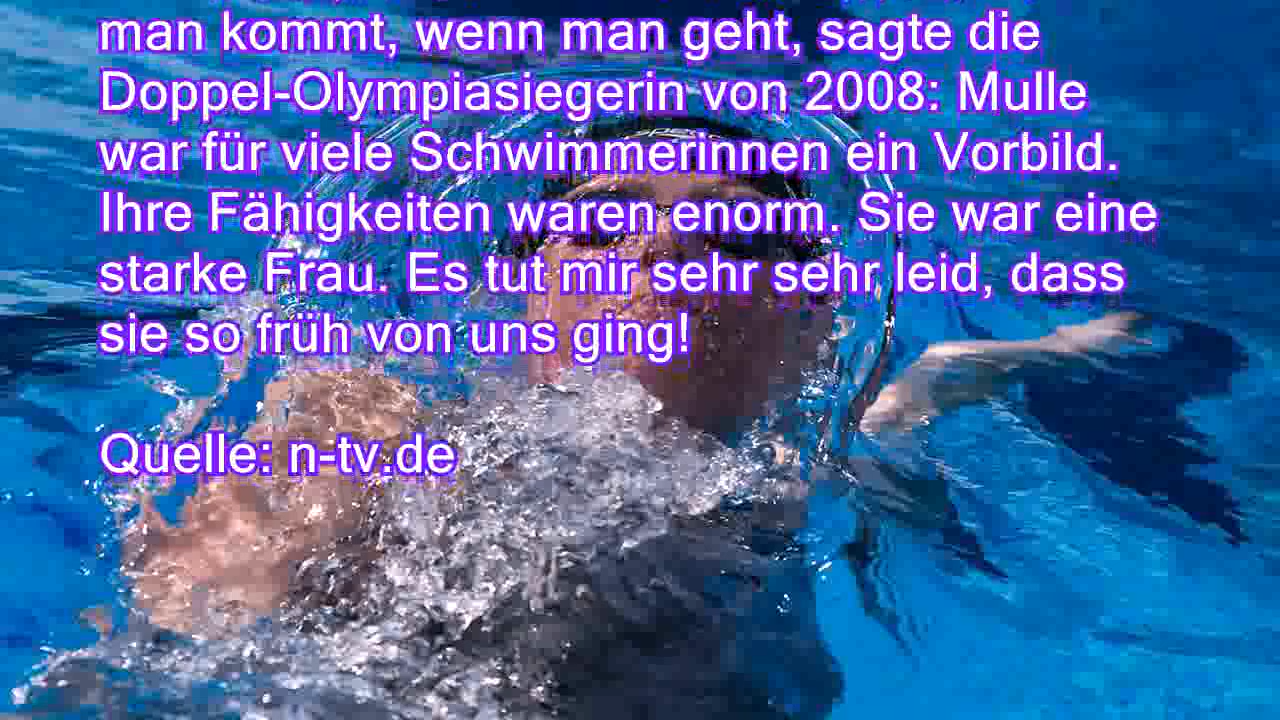 man kommt, wenn man geht, sagte die
Doppel-Olympiasiegerin von 2008: Mulle
war für viele Schwimmerinnen ein Vorbild.
Ihre Fähigkeiten waren enorm. Sie war eine
starke Frau. Es tut mir sehr sehr leid, dass
sie so früh von uns ging!
Quelle: n-tv.de